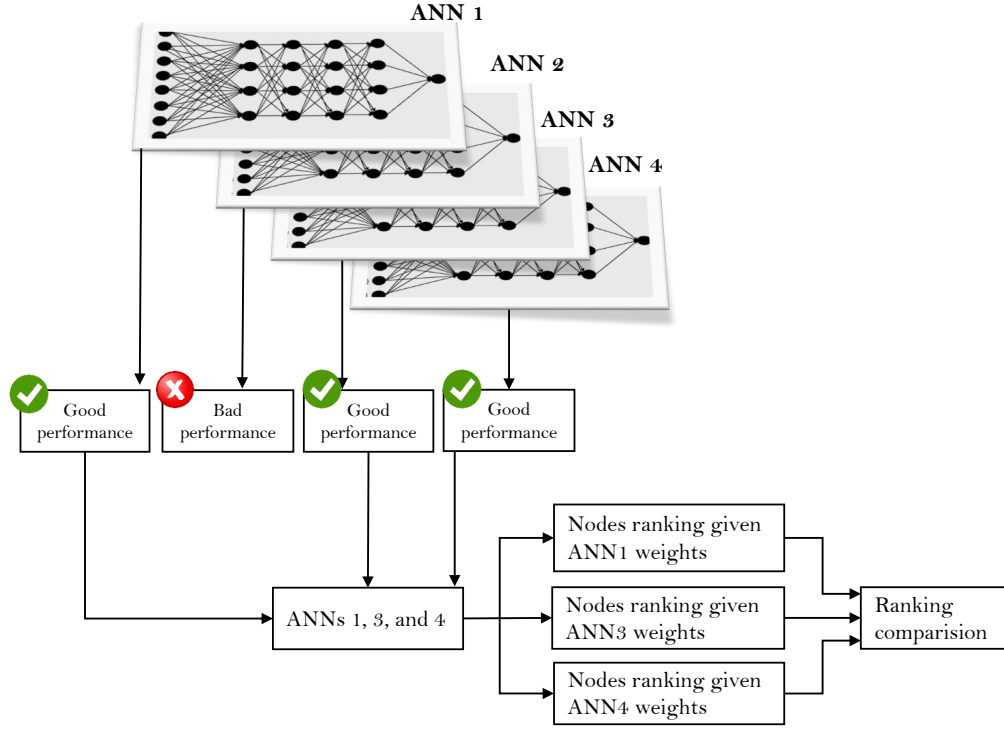 ANN 1
ANN 2
ANN 3
ANN 4
Good
performance
Bad
performance
Good
performance
Good
performance
Nodes ranking given
ANN1 weights
ANNs 1, 3, and 4
Nodes ranking given
ANN3 weights
Ranking
comparision
Nodes ranking given
ANN4 weights